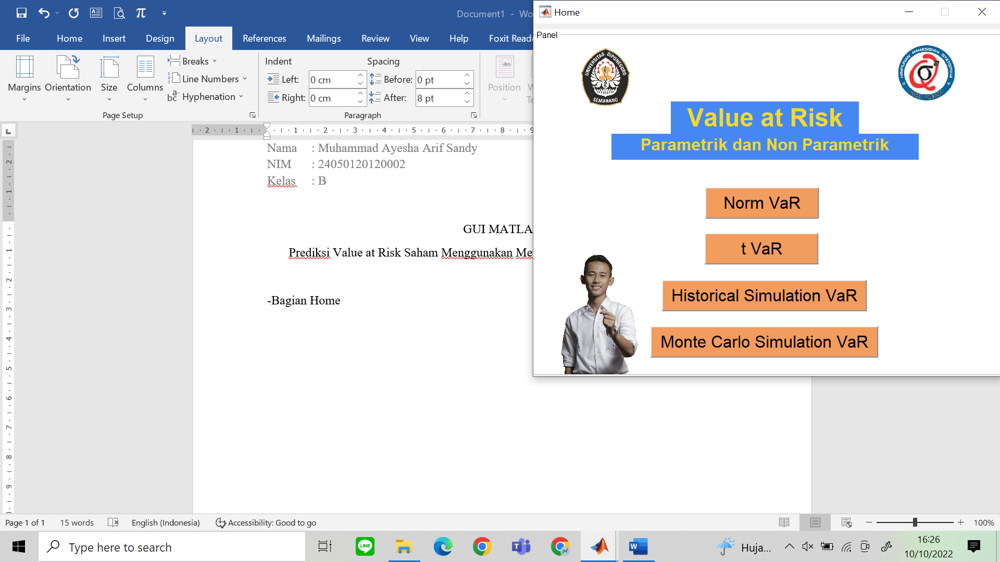 Document1 - Wo
File
Home
Insert
Design
Layout
References
Mailings
Review
View
Help
Foxit Read
Margins
Orientation
Size
Columns
Breaks
Line Numbers
Hyphenation
Page Setup
Indent
Left: 0 cm
Right: 0 cm
Spacing
Before: 0 pt
After: 8 pt
Paragraph
Position
Nama : Muhammad Ayesha Arif Sandy
NIM : 24050120120002
Kelas : B
GUI MATLA
Prediksi Value at Risk Saham Menggunakan Me
-Bagian Home
Home
Panel
UNIVERSITAS DIPONEGORO
SEMARANG
HIMPUNAN MAHASISWA STATISTIKA
FSM UNDIP
Value at Risk
Parametrik dan Non Parametrik
Norm VaR
t VaR
Historical Simulation VaR
Monte Carlo Simulation VaR
Page 1 of 1
15 words
English (Indonesia)
Accessibility: Good to go
100%
Type here to search
LINE
Huja...
16:26
10/10/2022